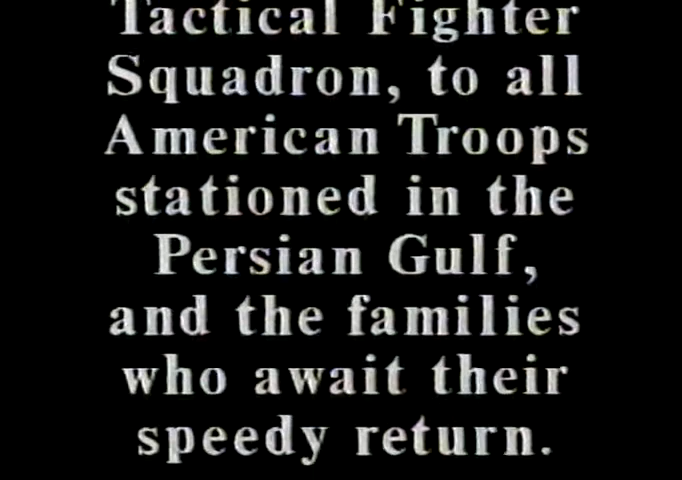 Tactical Fighter
Squadron, to all
American Troops
stationed in the
Persian Gulf,
and the families
who await their
speedy return.